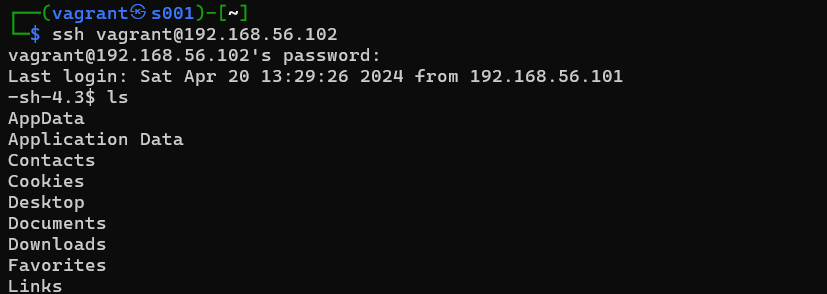 ┌──(vagrant㉿s001)-[~]
└─$ ssh vagrant@192.168.56.102
vagrant@192.168.56.102's password:
Last login: Sat Apr 20 13:29:26 2024 from 192.168.56.101
-sh-4.3$ ls
AppData
Application Data
Contacts
Cookies
Desktop
Documents
Downloads
Favorites
Links